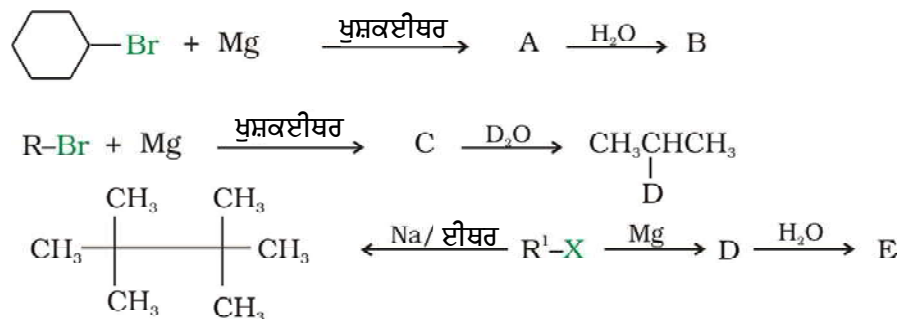 Br + Mg ਖੁਸ਼ਕਈਥਰ A H₂O B
R–Br + Mg ਖੁਸ਼ਕਈਥਰ C D₂O CH₃CHCH₃
D
CH₃ CH₃
CH₃ CH₃ Na/ ਈਥਰ R¹–X Mg D H₂O E
CH₃ CH₃